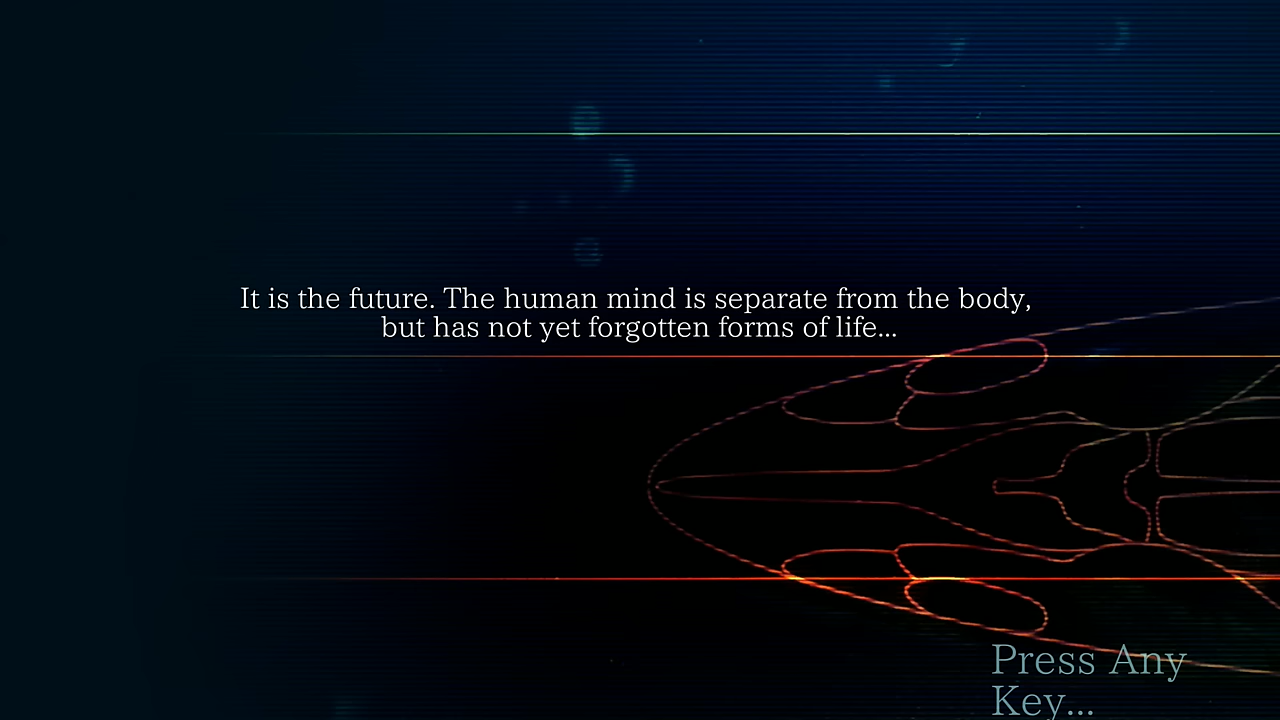 It is the future. The human mind is separate from the body,
but has not yet forgotten forms of life...
Press Any
Key...